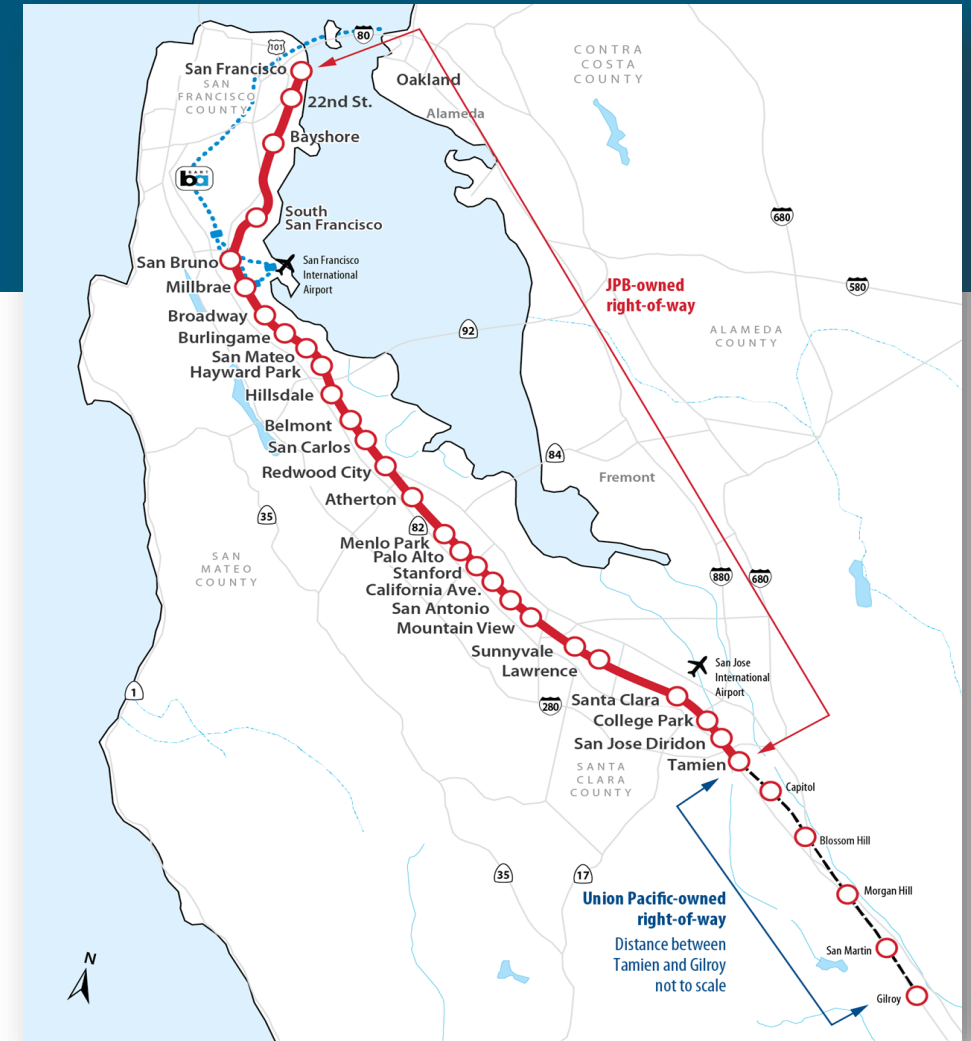 101
80
CONTRA
COSTA
COUNTY
San Francisco
SAN
FRANCISCO
COUNTY
Oakland
22nd St.
Alameda
Bayshore
BART
ba
South
San Francisco
680
San Bruno
San Francisco
International
Airport
Millbrae
JPB-owned
right-of-way
580
Broadway
92
ALAMEDA
COUNTY
Burlingame
San Mateo
Hayward Park
Hillsdale
Belmont
San Carlos
84
Redwood City
Fremont
Atherton
35
82
Menlo Park
SAN
MATEO
COUNTY
Palo Alto
Stanford
880
680
California Ave.
San Antonio
Mountain View
Sunnyvale
Lawrence
San Jose
International
Airport
1
280
Santa Clara
College Park
San Jose Diridon
Tamien
SANTA
CLARA
COUNTY
Capitol
Blossom Hill
35
17
Morgan Hill
Union Pacific-owned
right-of-way
Distance between
Tamien and Gilroy
not to scale
San Martin
N
Gilroy